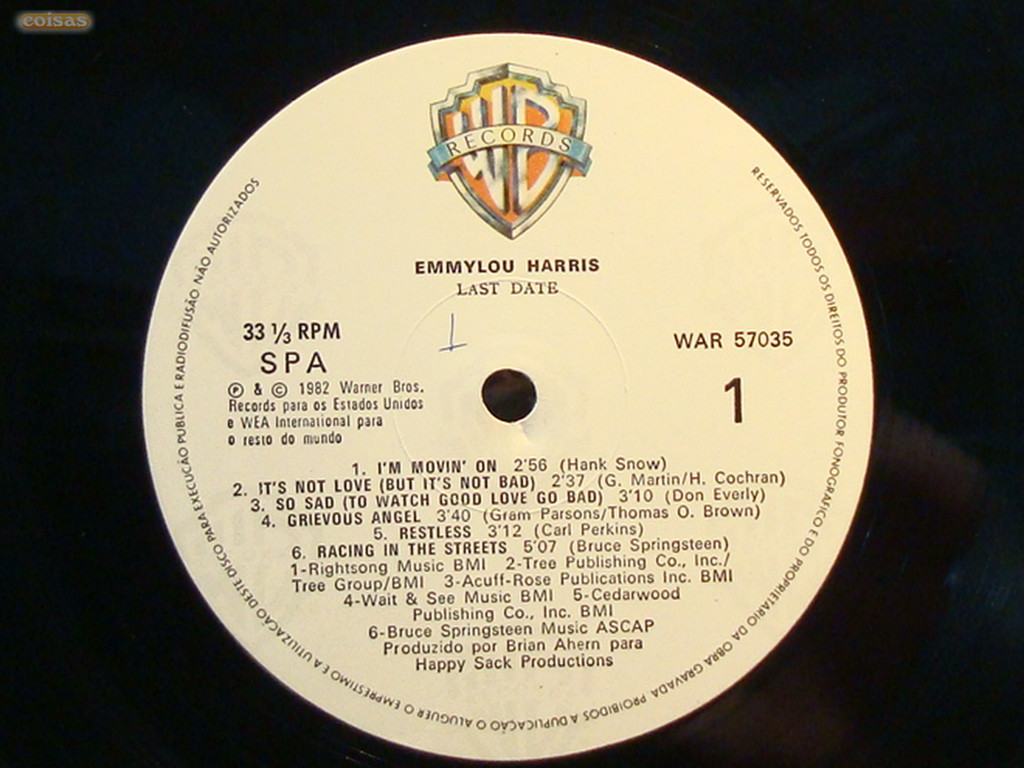 coisas
WB
RECORDS
EMMYLOU HARRIS
LAST DATE
33 ⅓ RPM
SPA
Ⓟ & © 1982 Warner Bros.
Records para os Estados Unidos
e WEA International para
o resto do mundo
WAR 57035
1
1. I'M MOVIN' ON 2'56 (Hank Snow)
2. IT'S NOT LOVE (BUT IT'S NOT BAD) 2'37 (G. Martin/H. Cochran)
3. SO SAD (TO WATCH GOOD LOVE GO BAD) 3'10 (Don Everly)
4. GRIEVOUS ANGEL 3'40 (Gram Parsons/Thomas O. Brown)
5. RESTLESS 3'12 (Carl Perkins)
6. RACING IN THE STREETS 5'07 (Bruce Springsteen)
1-Rightsong Music BMI 2-Tree Publishing Co., Inc./
Tree Group/BMI 3-Acuff-Rose Publications Inc. BMI
4-Wait & See Music BMI 5-Cedarwood
Publishing Co., Inc. BMI
6-Bruce Springsteen Music ASCAP
Produzido por Brian Ahern para
Happy Sack Productions
RESERVADOS TODOS OS DIREITOS DO PRODUTOR FONOGRAFICO E DO PROPRIETARIO DA OBRA GRAVADA PROIBIDOS A DUPLICAÇÃO O ALUGUER O EMPRESTIMO E A UTILIZAÇÃO DESTE DISCO PARA EXECUÇÃO PUBLICA E RADIODIFUSÃO NÃO AUTORIZADOS